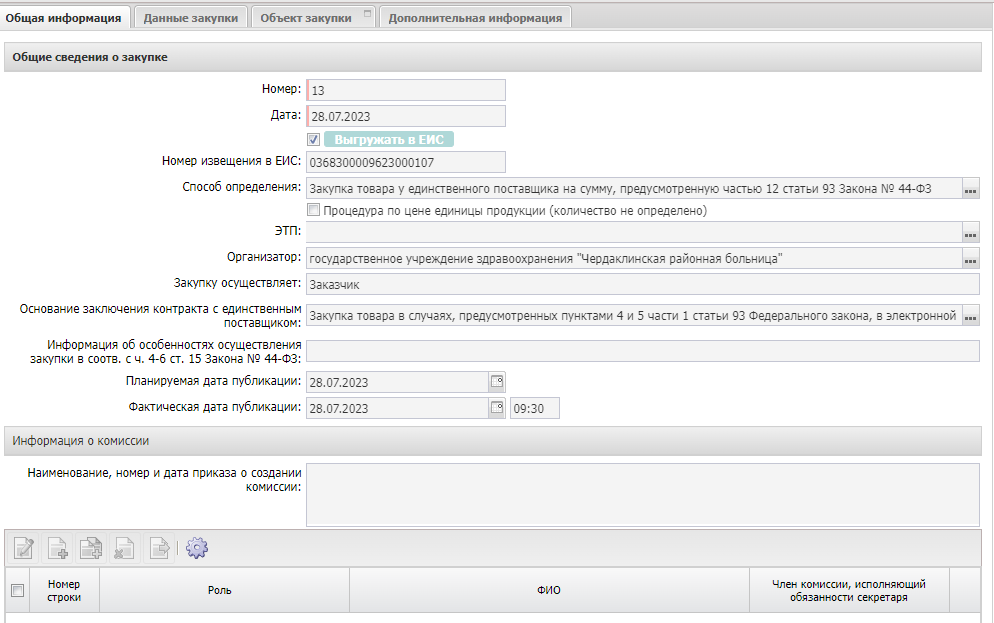 Общая информация
Данные закупки
Объект закупки
Дополнительная информация
Общие сведения о закупке
Номер: 13
Дата: 28.07.2023
Выгружать в ЕИС
Номер извещения в ЕИС: 0368300009623000107
Способ определения: Закупка товара у единственного поставщика на сумму, предусмотренную частью 12 статьи 93 Закона № 44-ФЗ ...
Процедура по цене единицы продукции (количество не определено)
ЭТП: ...
Организатор: государственное учреждение здравоохранения "Чердаклинская районная больница" ...
Закупку осуществляет: Заказчик
Основание заключения контракта с единственным
поставщиком: Закупка товара в случаях, предусмотренных пунктами 4 и 5 части 1 статьи 93 Федерального закона, в электронной ...
Информация об особенностях осуществления
закупки в соотв. с ч. 4-6 ст. 15 Закона № 44-ФЗ:
Планируемая дата публикации: 28.07.2023
Фактическая дата публикации: 28.07.2023 09:30
Информация о комиссии
Наименование, номер и дата приказа о создании
комиссии:
Номер
строки
Роль
ФИО
Член комиссии, исполняющий
обязанности секретаря